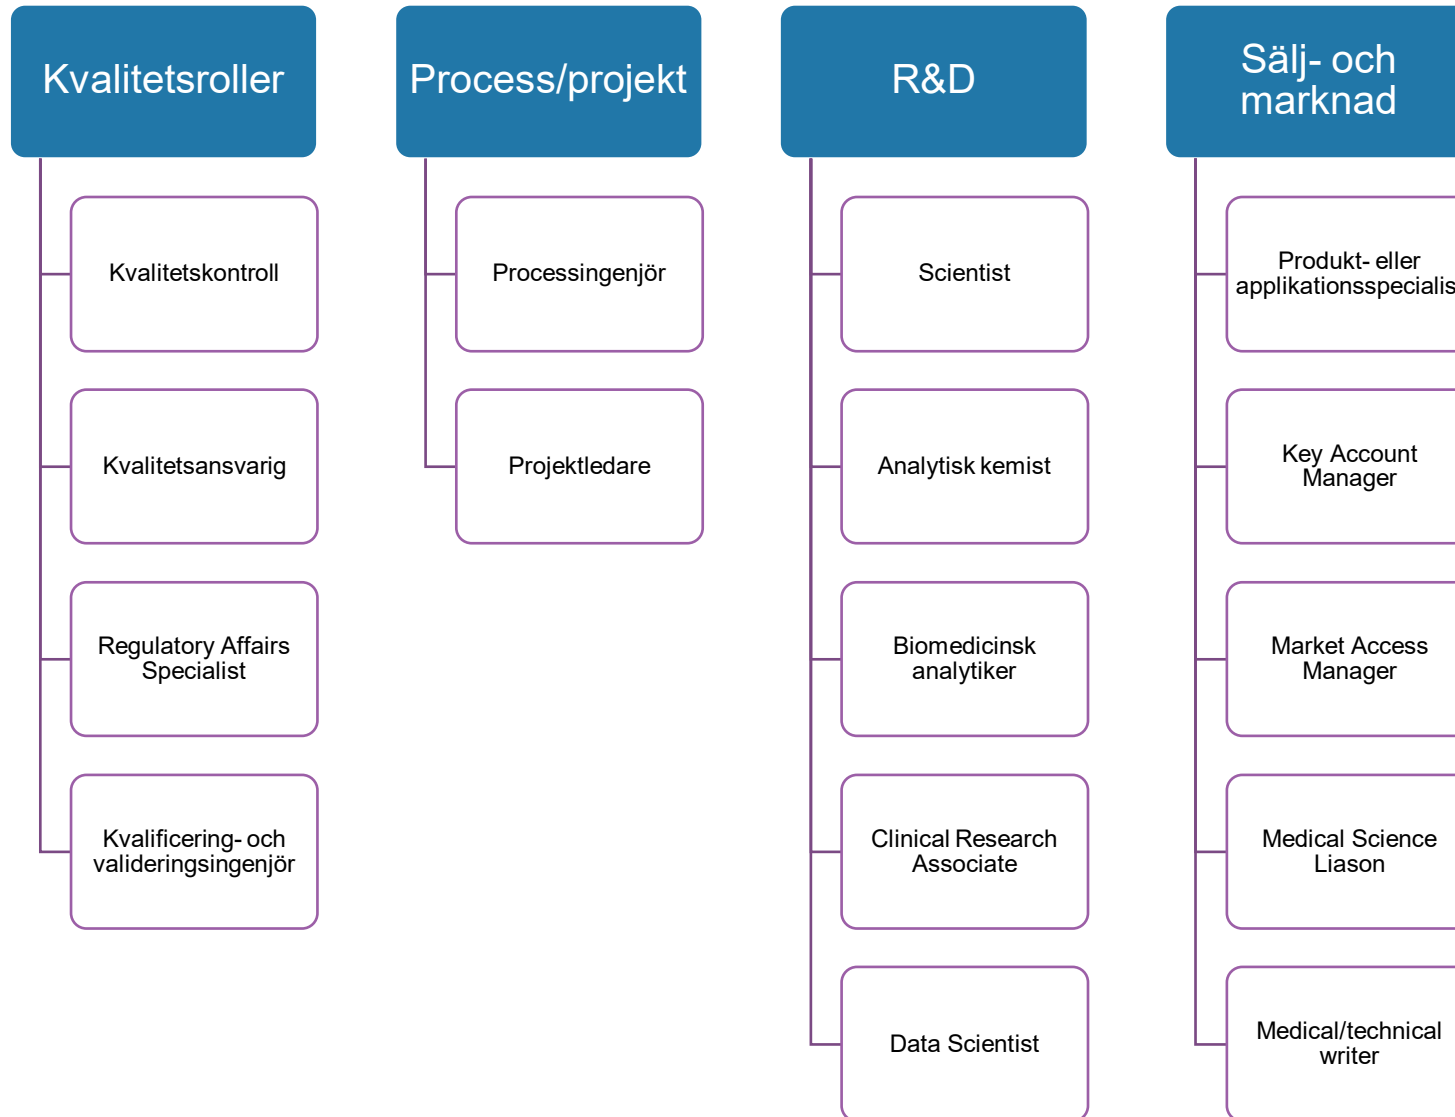 Kvalitetsroller
Kvalitetskontroll
Kvalitetsansvarig
Regulatory Affairs
Specialist
Kvalificering- och
valideringsingenjör
Process/projekt
Processingenjör
Projektledare
R&D
Scientist
Analytisk kemist
Biomedicinsk
analytiker
Clinical Research
Associate
Data Scientist
Sälj- och
marknad
Produkt- eller
applikationsspecialis
Key Account
Manager
Market Access
Manager
Medical Science
Liason
Medical/technical
writer